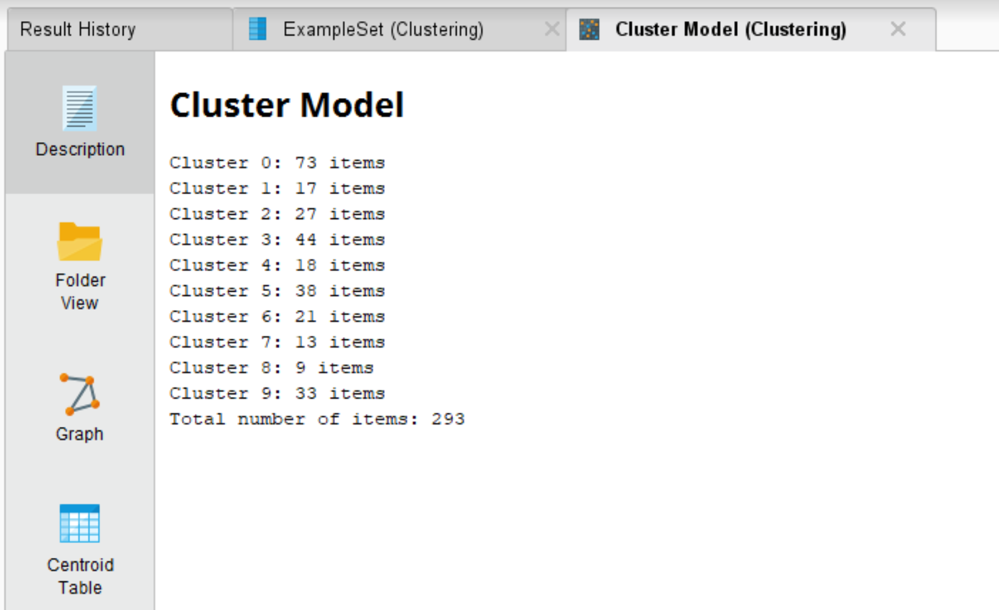 Result History
ExampleSet (Clustering)
Cluster Model (Clustering)
Description
Folder
View
Graph
Centroid
Table
Cluster Model
Cluster 0: 73 items
Cluster 1: 17 items
Cluster 2: 27 items
Cluster 3: 44 items
Cluster 4: 18 items
Cluster 5: 38 items
Cluster 6: 21 items
Cluster 7: 13 items
Cluster 8: 9 items
Cluster 9: 33 items
Total number of items: 293